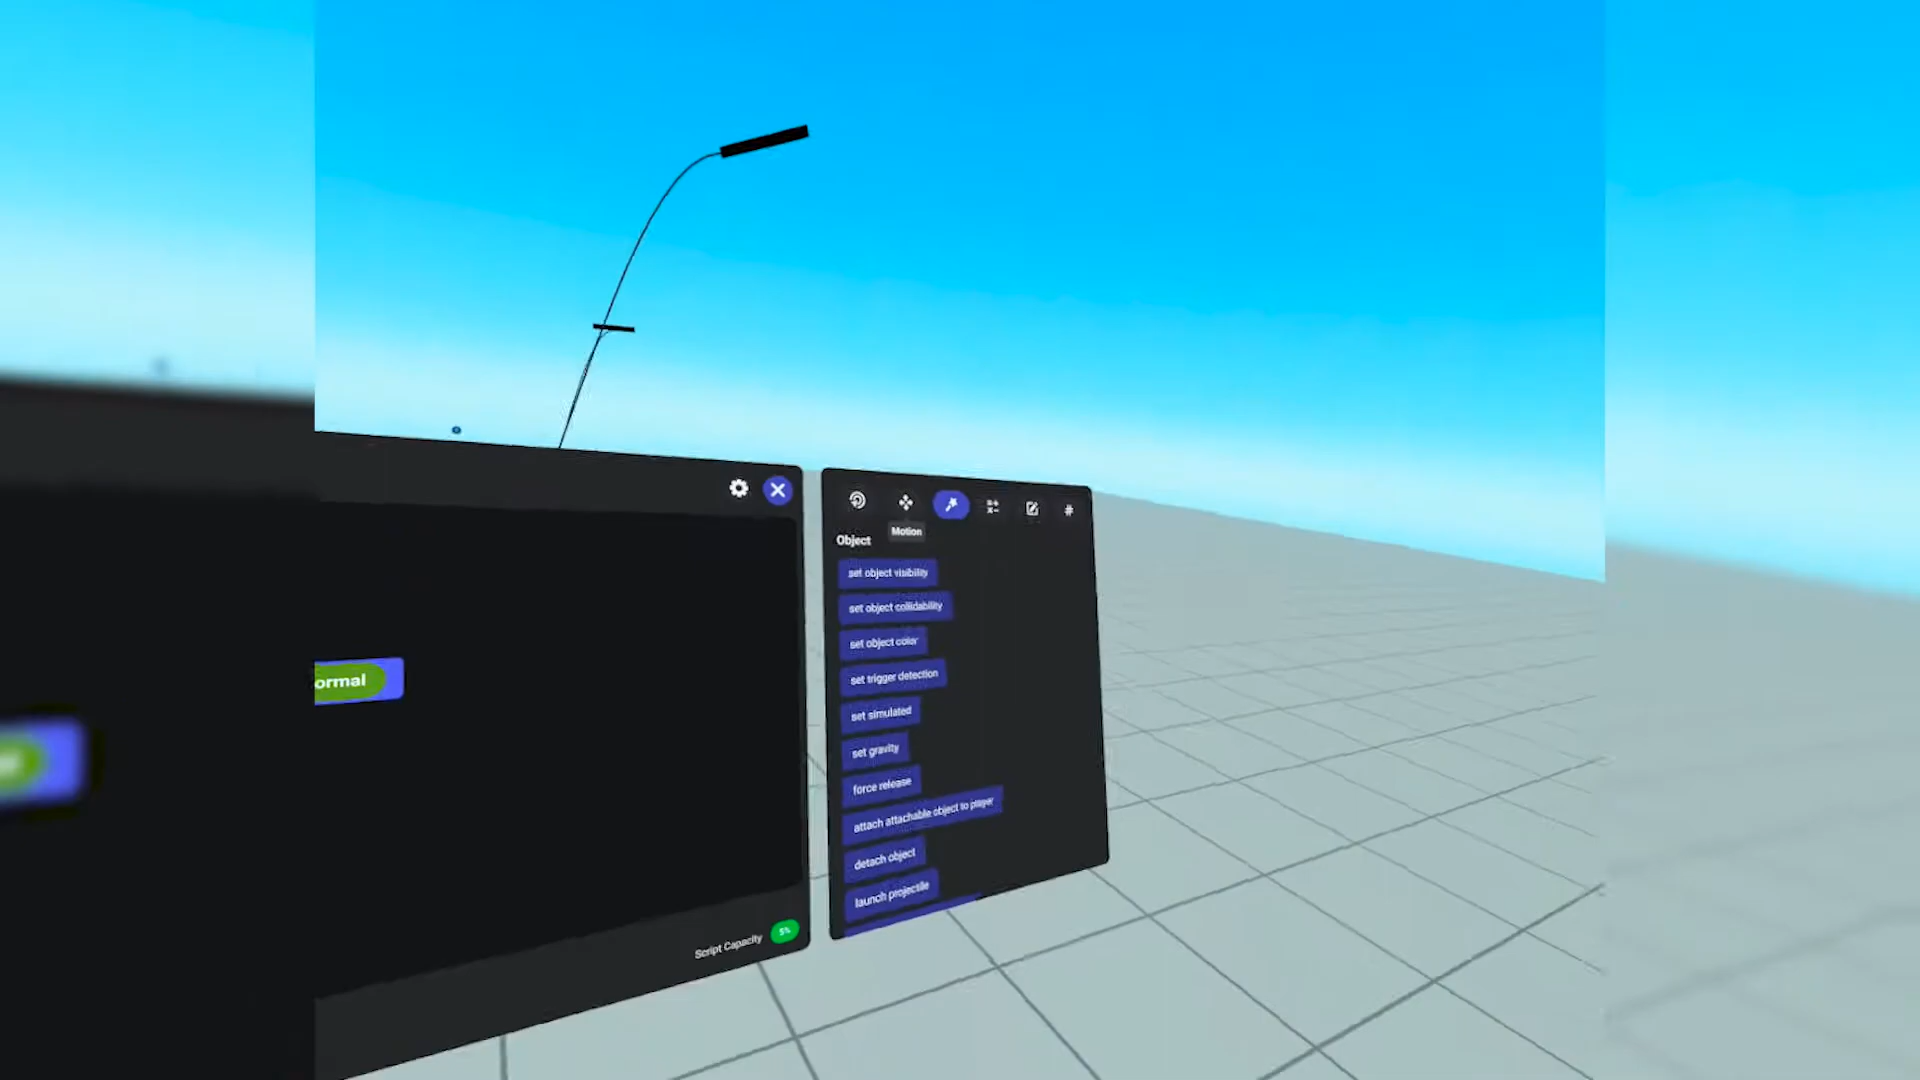 Motion
Object
set object visibility
set object collidability
set object color
set trigger detection
ormal
set simulated
set gravity
force release
attach attachable object to player
detach object
launch projectile
Script Capacity 5%